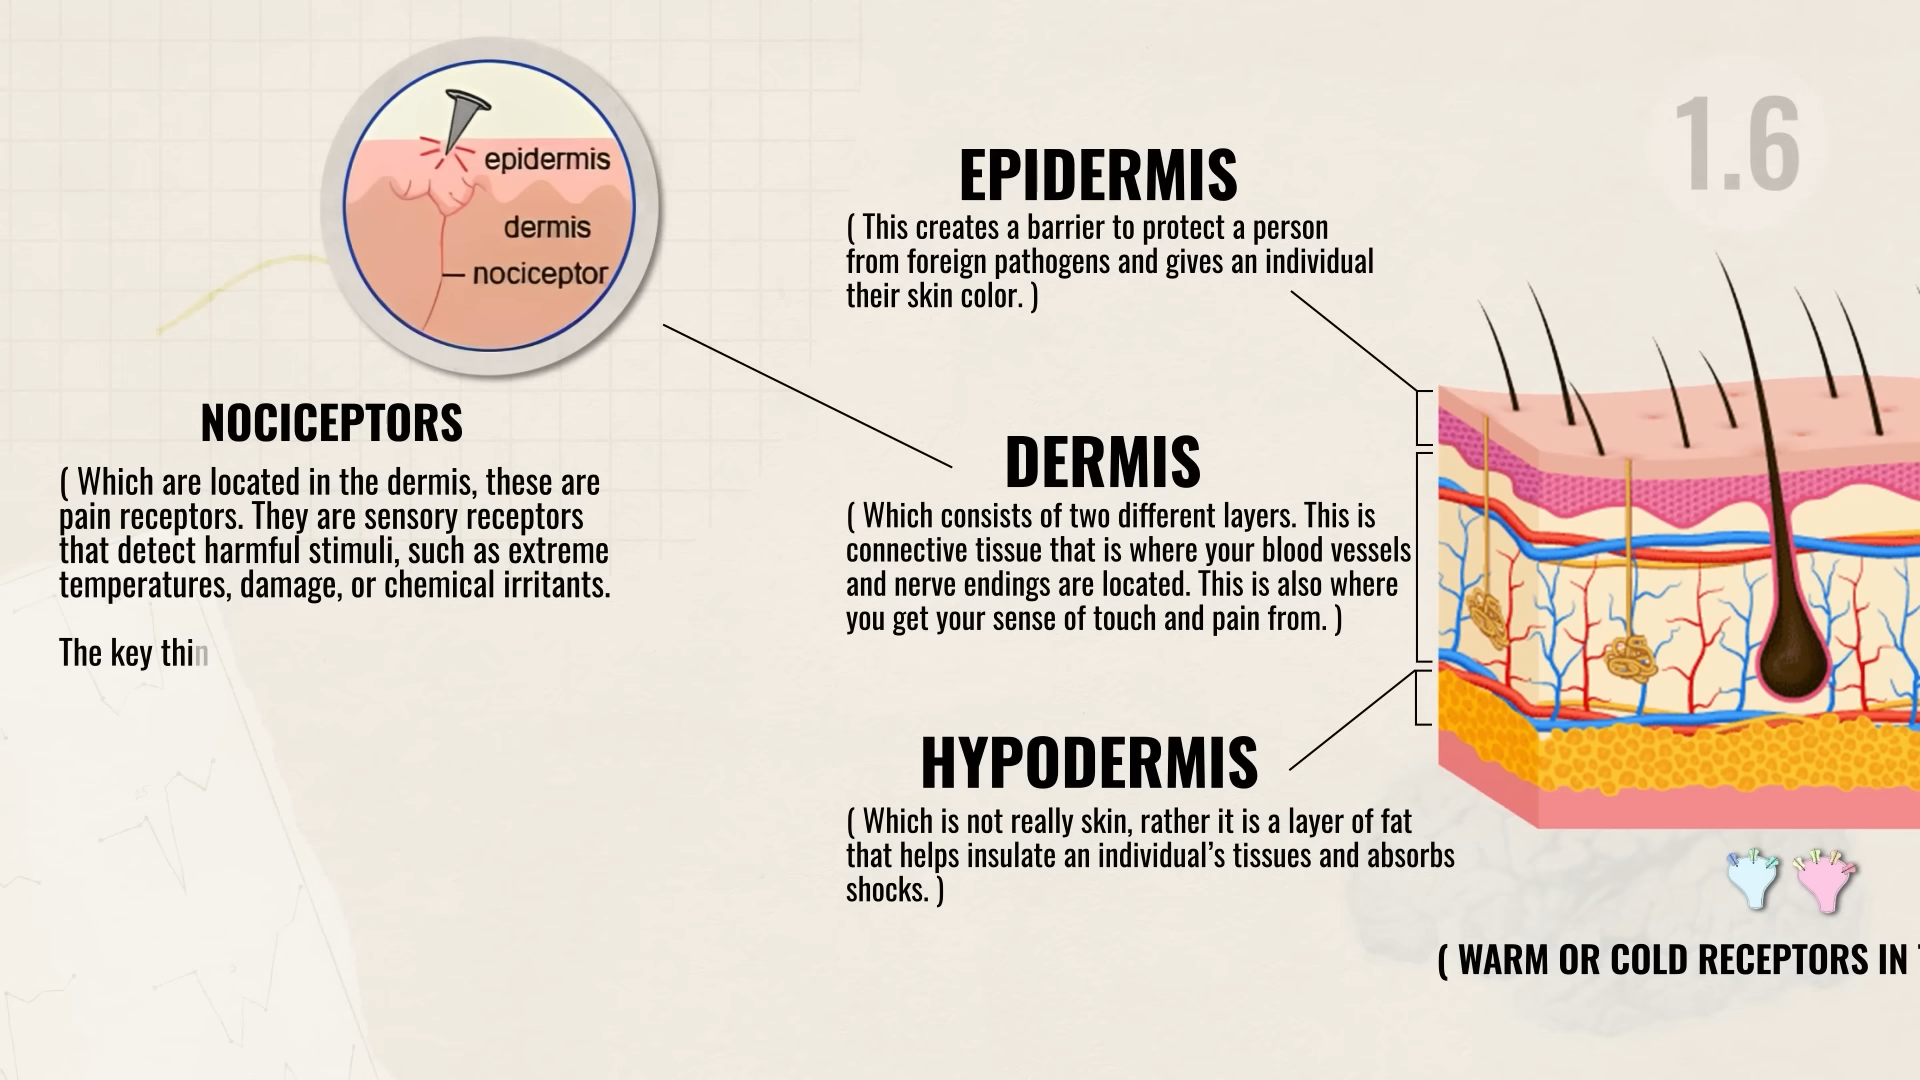 epidermis
dermis
nociceptor
NOCICEPTORS
( Which are located in the dermis, these are
pain receptors. They are sensory receptors
that detect harmful stimuli, such as extreme
temperatures, damage, or chemical irritants.
The key thin
EPIDERMIS
( This creates a barrier to protect a person
from foreign pathogens and gives an individual
their skin color. )
DERMIS
( Which consists of two different layers. This is
connective tissue that is where your blood vessels
and nerve endings are located. This is also where
you get your sense of touch and pain from. )
HYPODERMIS
( Which is not really skin, rather it is a layer of fat
that helps insulate an individual’s tissues and absorbs
shocks. )
1.6
( WARM OR COLD RECEPTORS IN